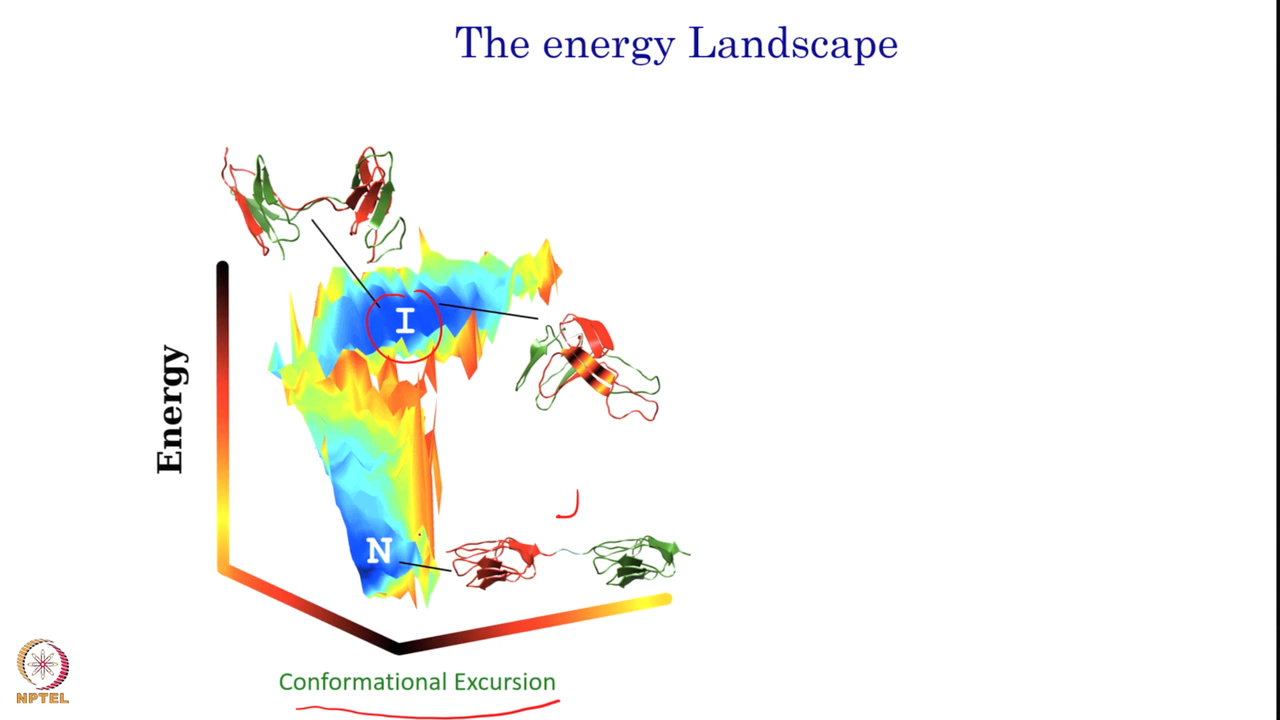 The energy Landscape
Energy
I
N
Conformational Excursion
NPTEL